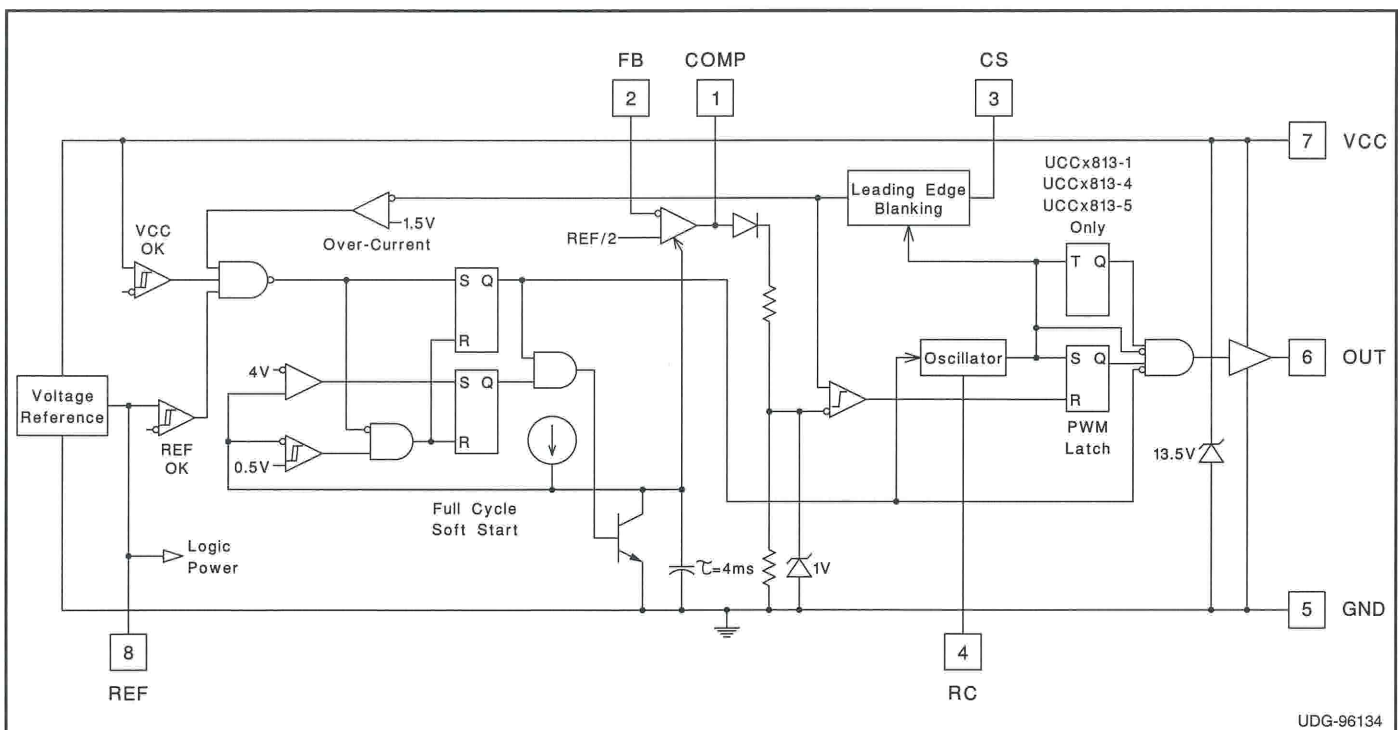 FB COMP CS
2 1 3
7 VCC
UCCx813-1
UCCx813-4
UCCx813-5
Only
Leading Edge
Blanking
1.5V
Over-Current
REF/2
VCC
OK
T Q
S Q
R
4V
S Q
R
0.5V
Voltage
Reference
REF
OK
Oscillator
S Q
R
PWM
Latch
6 OUT
13.5V
Full Cycle
Soft Start
Logic
Power
τ=4ms
1V
5 GND
8
REF
4
RC
UDG-96134